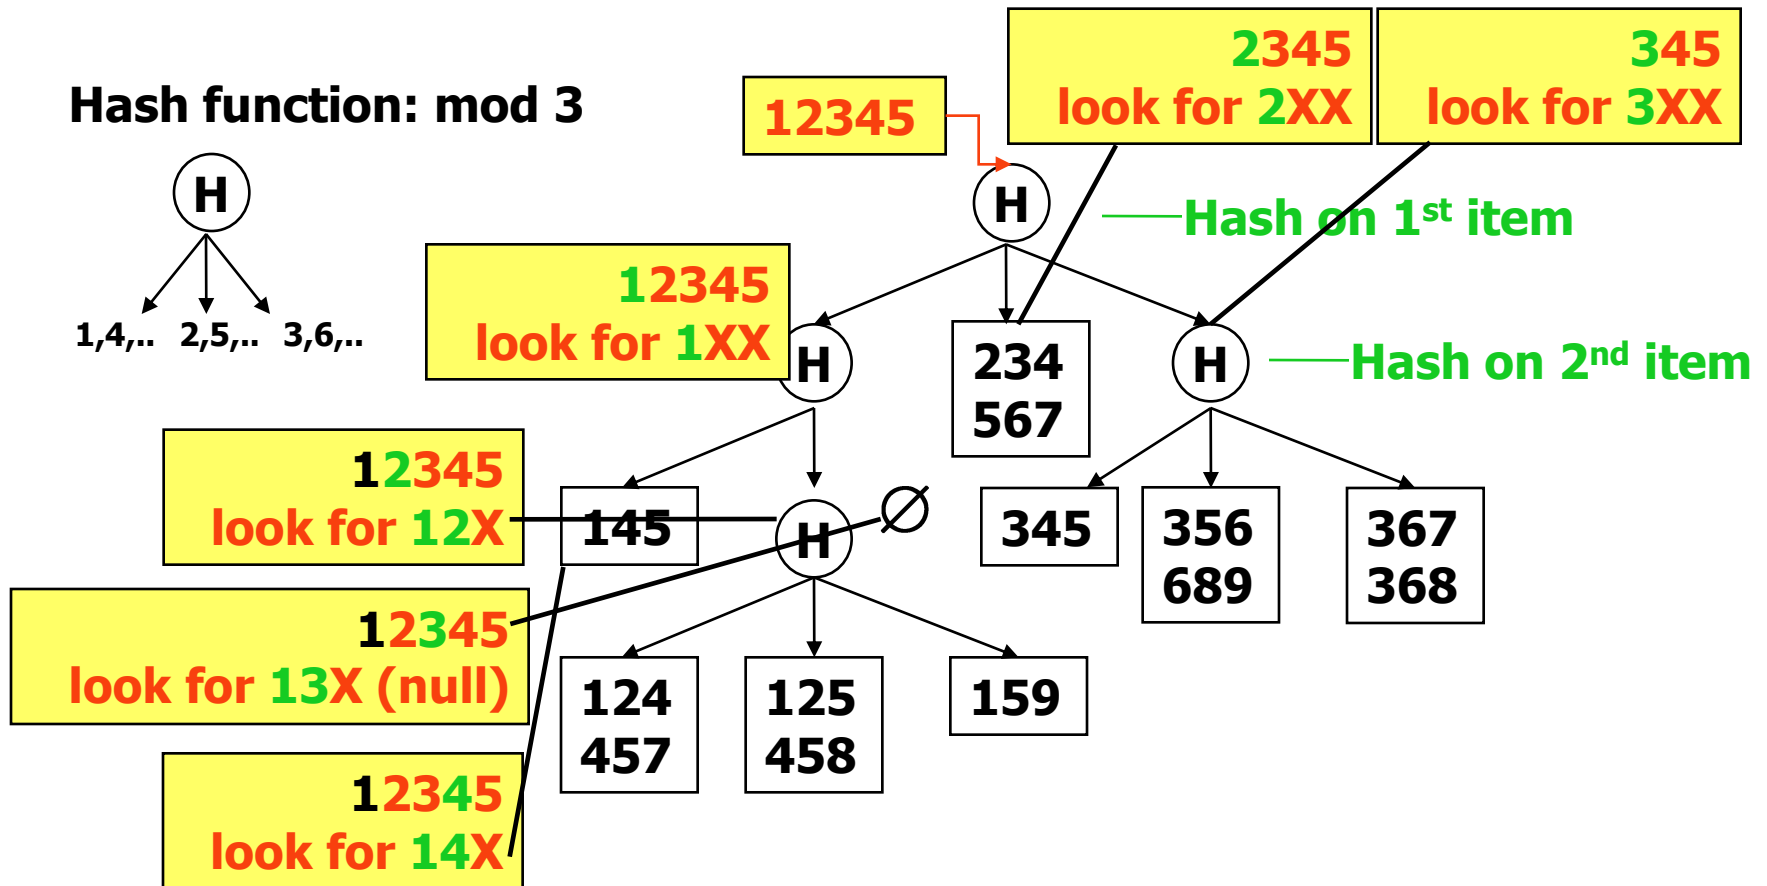 2345
look for 2XX
345
look for 3XX
Hash function: mod 3
12345
H
H
Hash on 1st item
12345
look for 1XX
1,4,.. 2,5,.. 3,6,..
H
234
567
H
Hash on 2nd item
12345
look for 12X
145
H
∅
345
356
689
367
368
12345
look for 13X (null)
124
457
125
458
159
12345
look for 14X